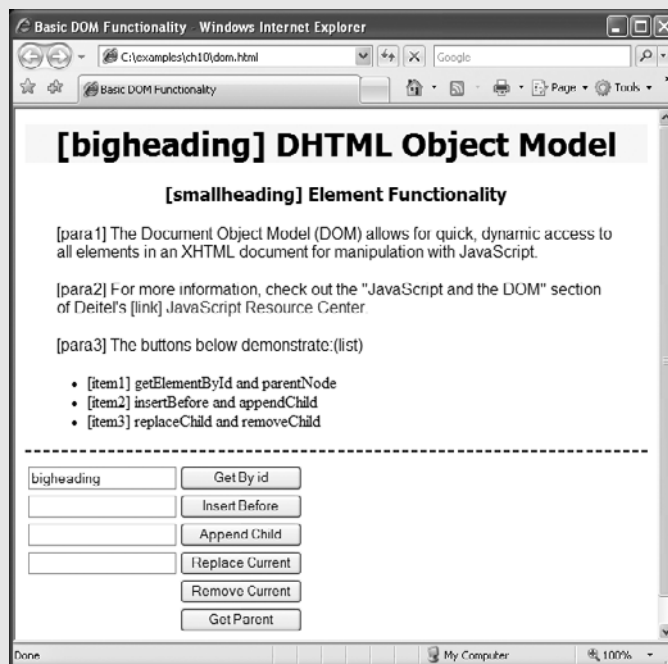 Basic DOM Functionality - Windows Internet Explorer
C:\examples\ch10\dom.html
Google
Basic DOM Functionality
Page
Tools
[bigheading] DHTML Object Model
[smallheading] Element Functionality
[para1] The Document Object Model (DOM) allows for quick, dynamic access to
all elements in an XHTML document for manipulation with JavaScript.
[para2] For more information, check out the "JavaScript and the DOM" section
of Deitel's [link] JavaScript Resource Center.
[para3] The buttons below demonstrate:(list)
• [item1] getElementById and parentNode
• [item2] insertBefore and appendChild
• [item3] replaceChild and removeChild
bigheading Get By id
Insert Before
Append Child
Replace Current
Remove Current
Get Parent
Done My Computer 100%